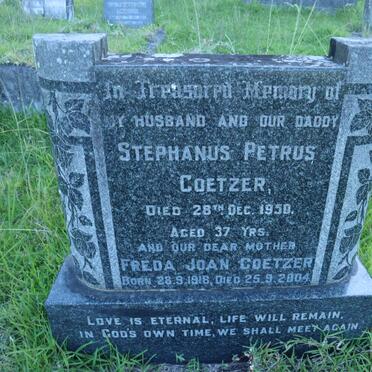 In Treasured Memory of
MY HUSBAND AND OUR DADDY
STEPHANUS PETRUS
COETZER,
DIED 28TH DEC. 1950.
AGED 37 YRS.
AND OUR DEAR MOTHER
FREDA JOAN COETZER
BORN 28.9.1918, DIED 25.9.2004
LOVE IS ETERNAL, LIFE WILL REMAIN,
IN GOD'S OWN TIME, WE SHALL MEET AGAIN